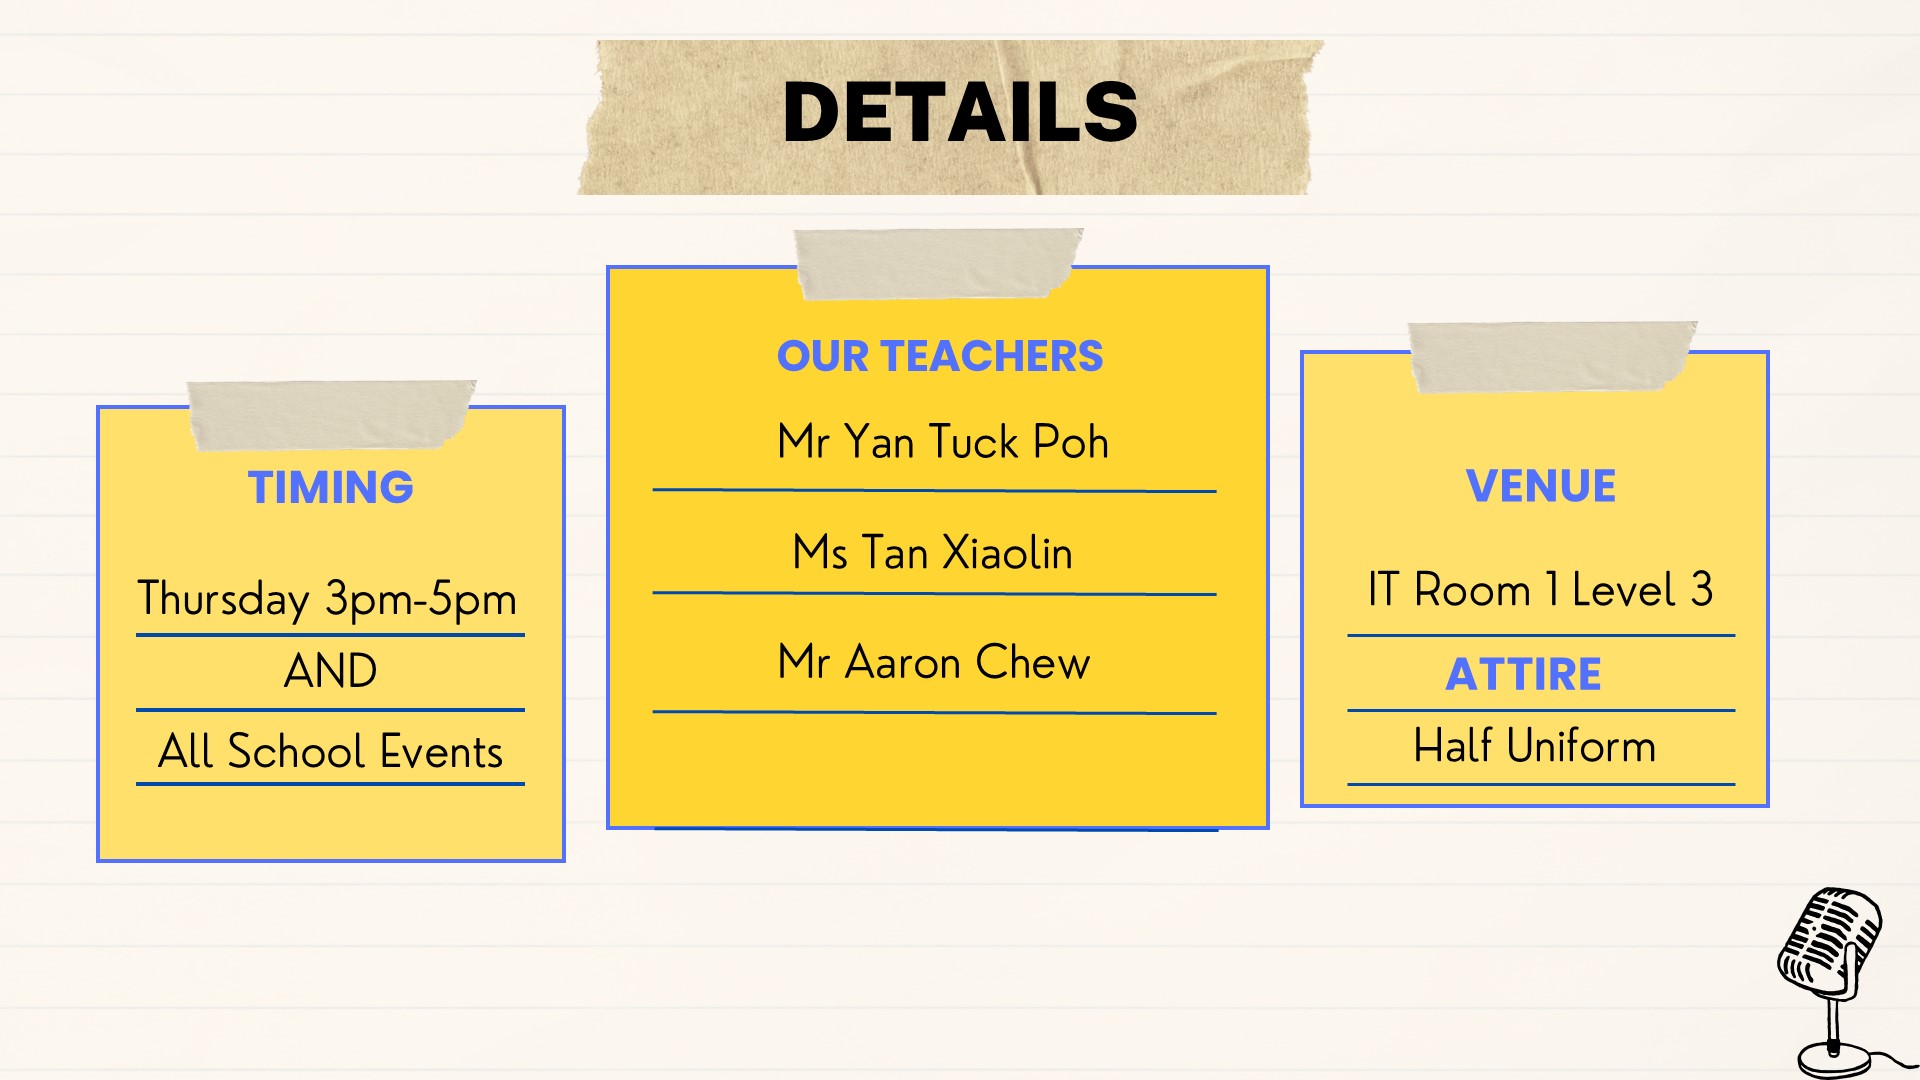 DETAILS
TIMING
Thursday 3pm-5pm
AND
All School Events
OUR TEACHERS
Mr Yan Tuck Poh
Ms Tan Xiaolin
Mr Aaron Chew
VENUE
IT Room 1 Level 3
ATTIRE
Half Uniform